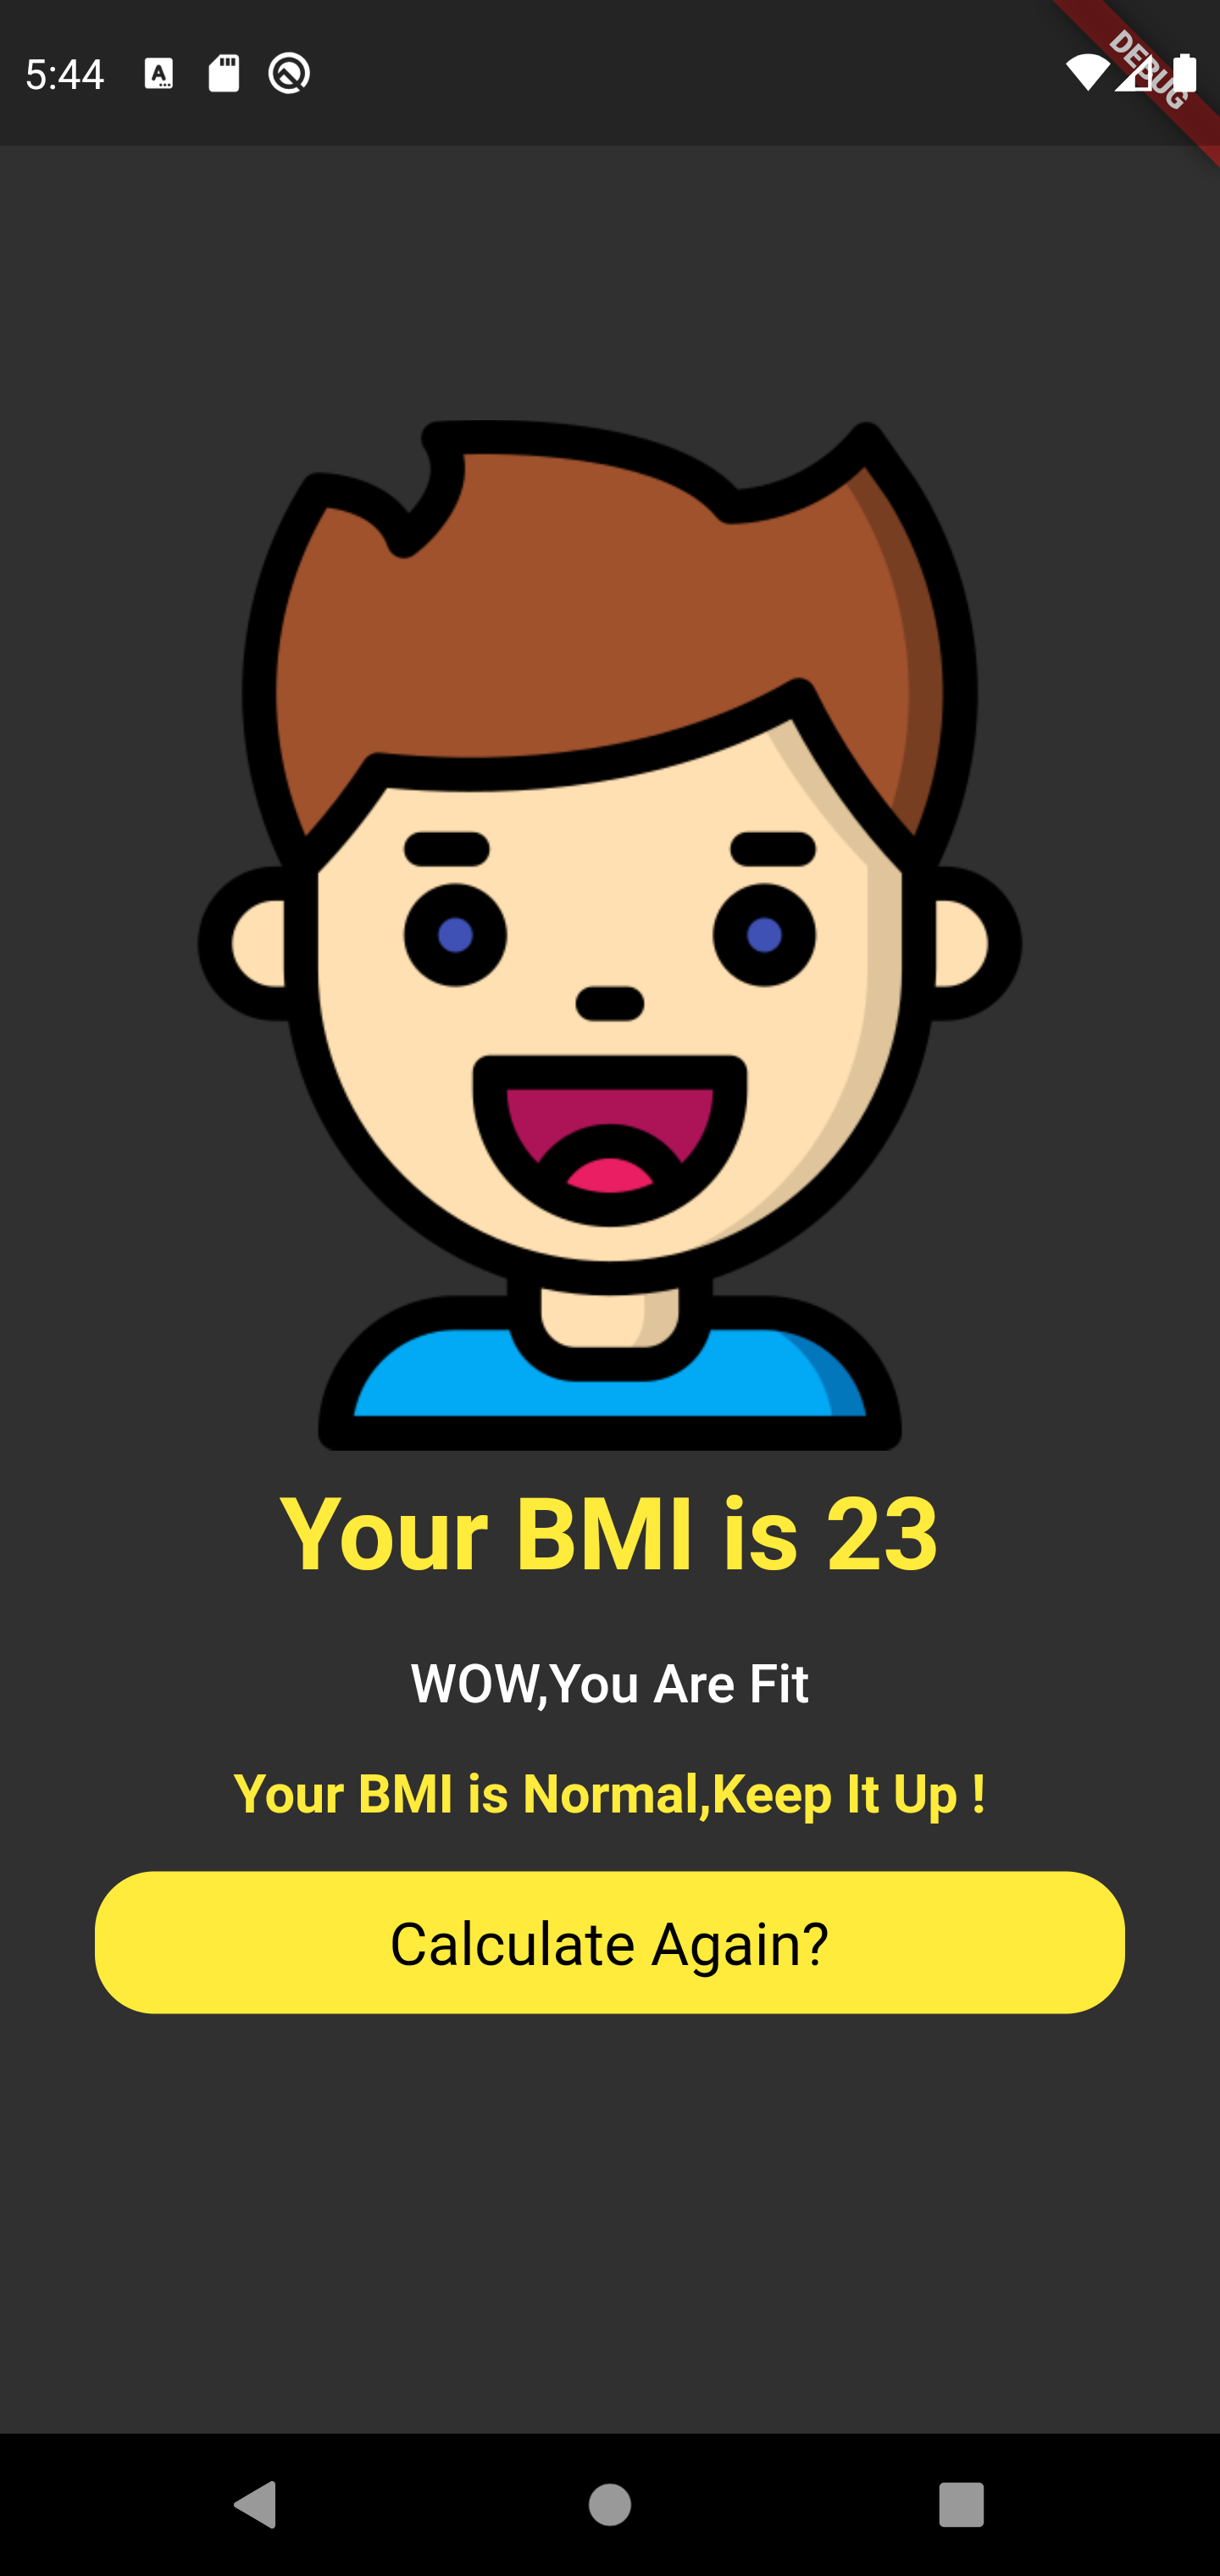 5:44
A
DEBUG
Your BMI is 23
WOW,You Are Fit
Your BMI is Normal,Keep It Up !
Calculate Again?